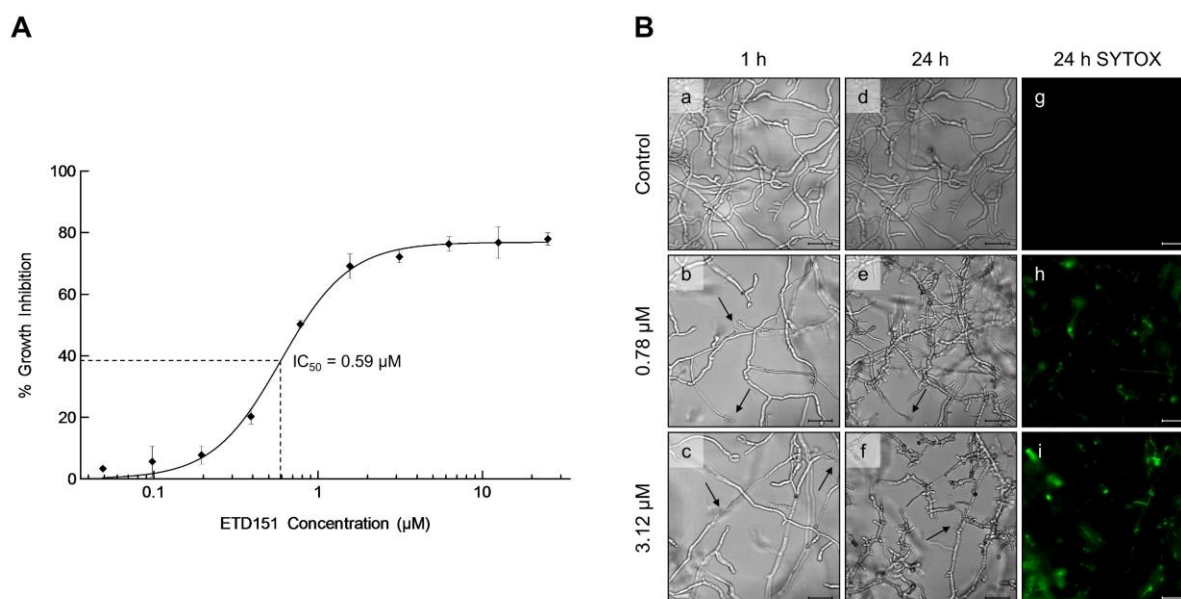 A
B
1 h
24 h
24 h SYTOX
Control
a
d
g
0.78 µM
b
e
h
3.12 µM
c
f
i
% Growth Inhibition
100
80
60
40
20
0
IC50 = 0.59 µM
0.1
1
10
ETD151 Concentration (µM)